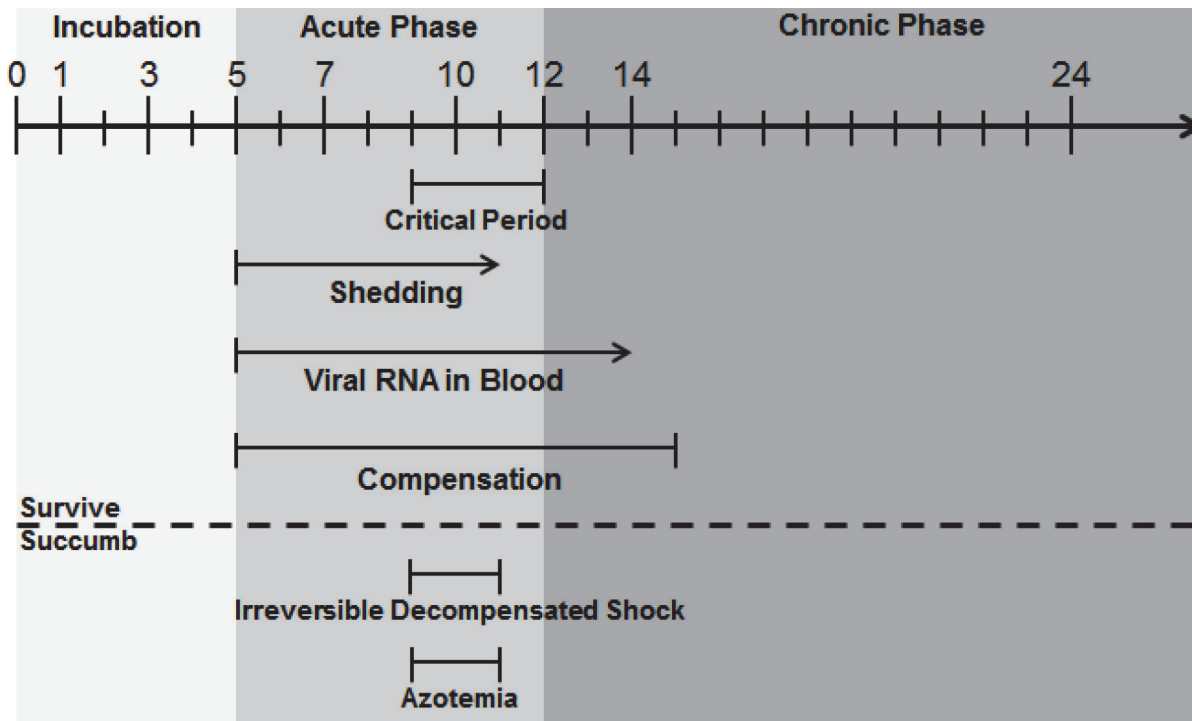 Incubation Acute Phase Chronic Phase
0 1 3 5 7 10 12 14 24
Critical Period
Shedding
Viral RNA in Blood
Compensation
Survive
Succumb
Irreversible Decompensated Shock
Azotemia